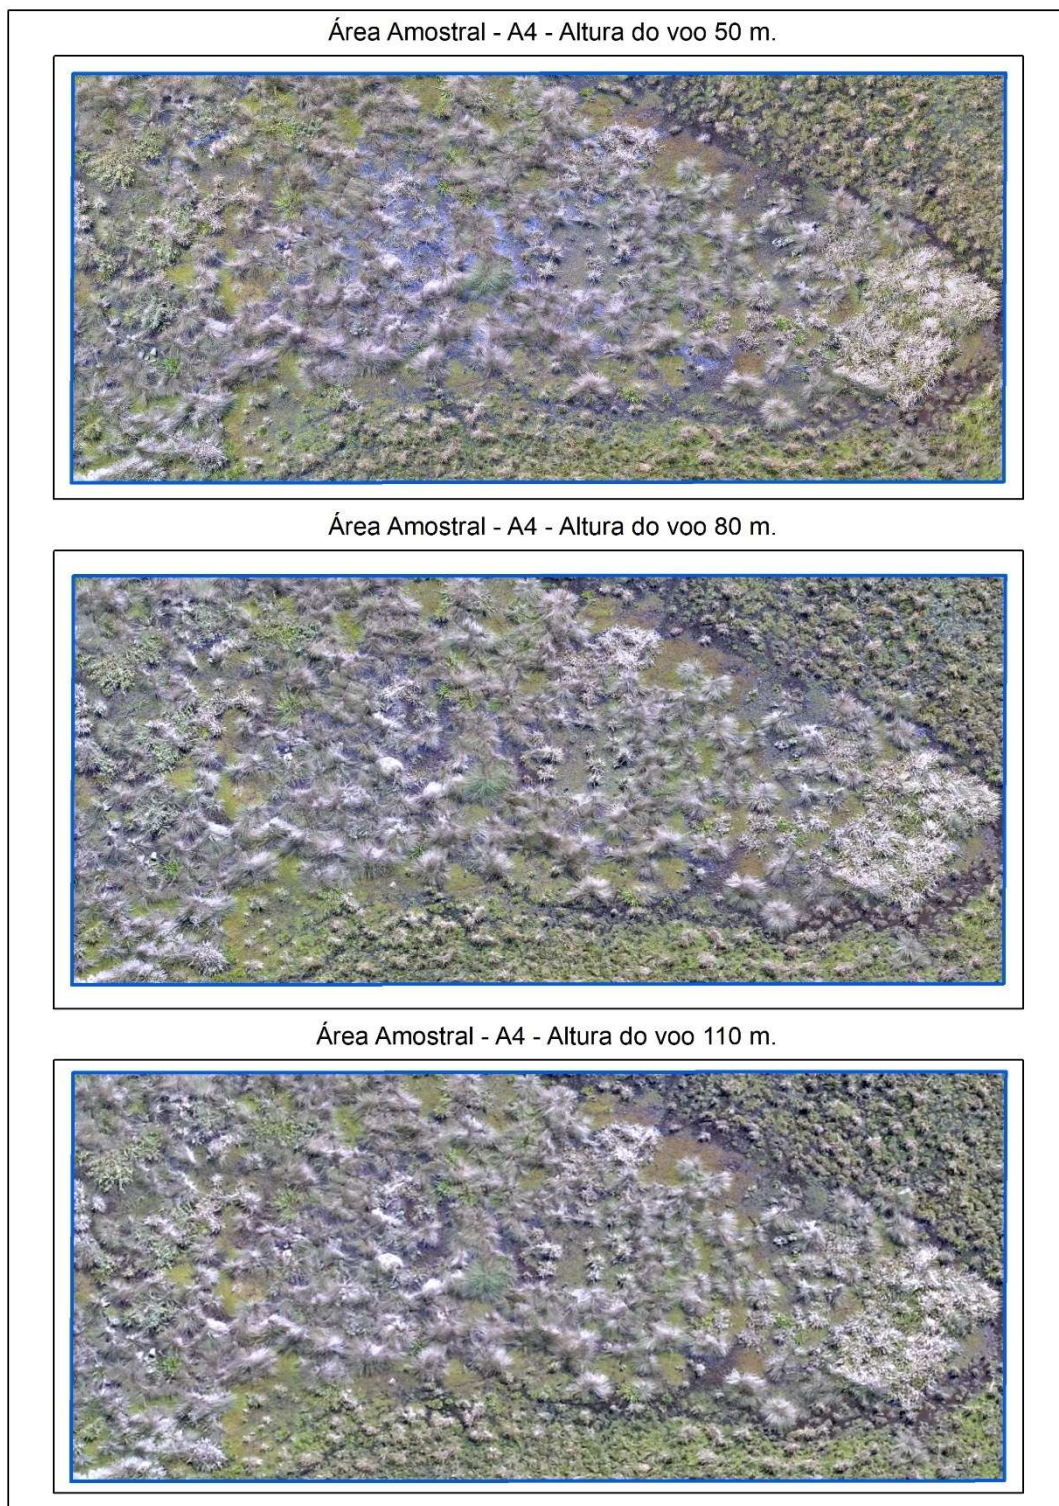 Área Amostral - A4 - Altura do voo 50 m.
Área Amostral - A4 - Altura do voo 80 m.
Área Amostral - A4 - Altura do voo 110 m.